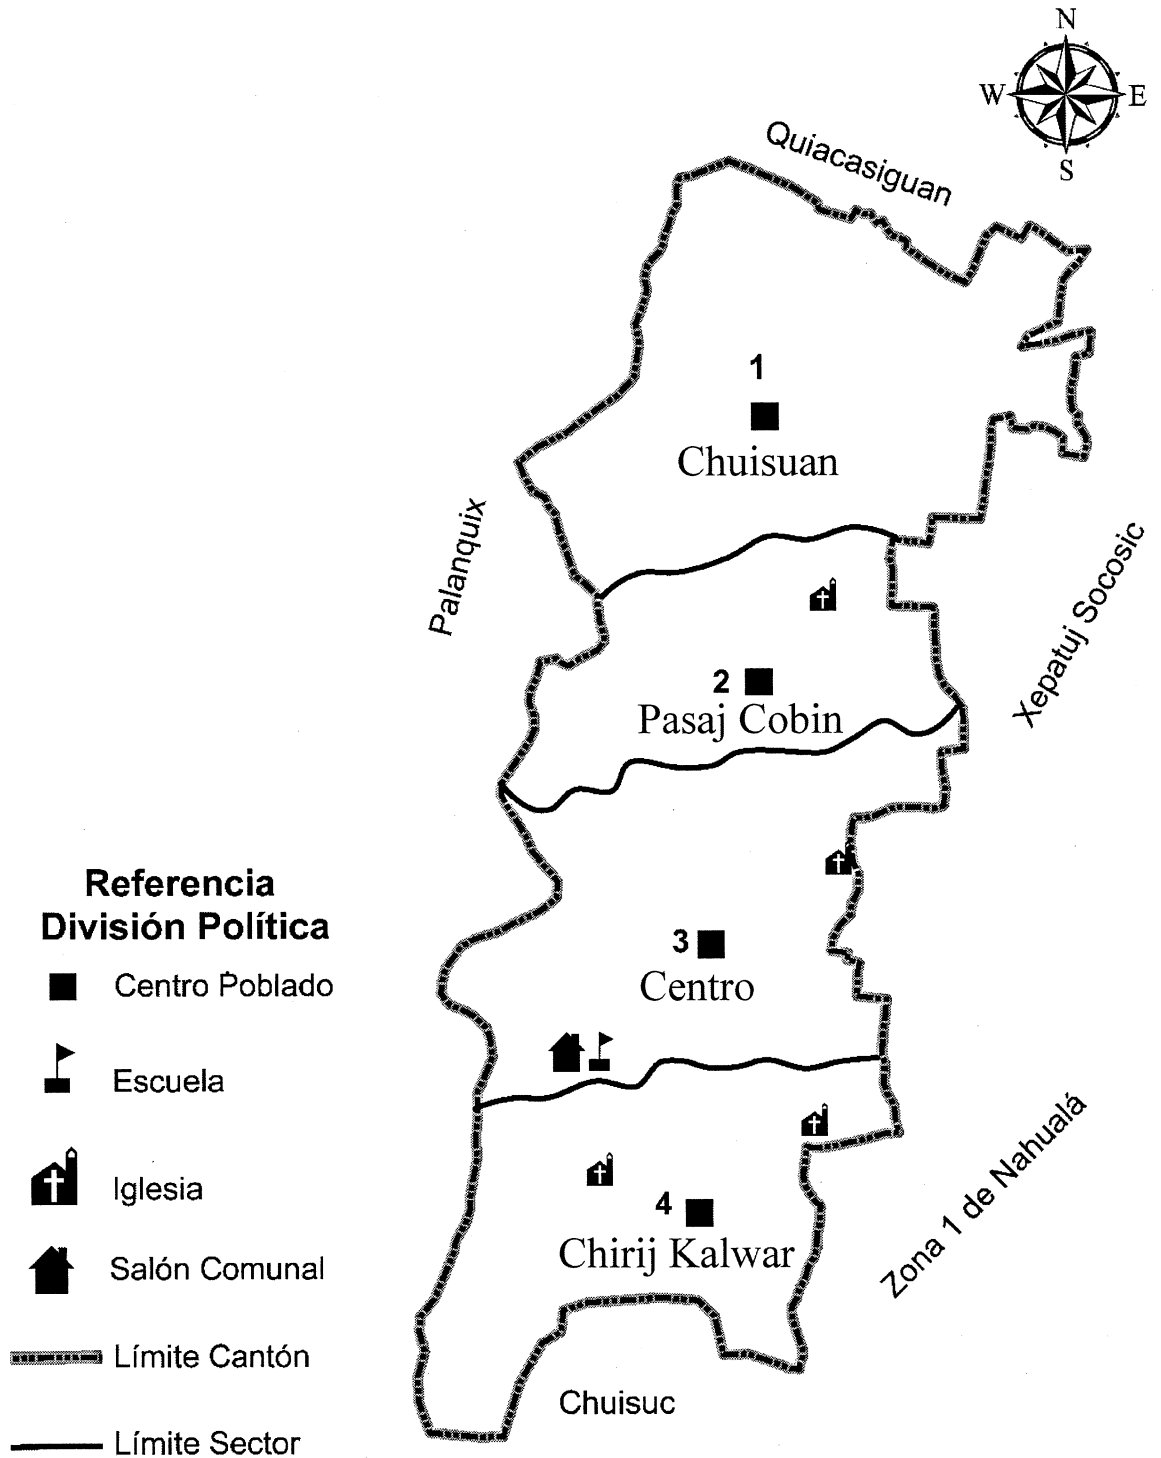 N
W
E
S
Quiacasiguan
1
Chuisuan
Palanquix
Xepatuj Socosic
2
Pasaj Cobin
3
Centro
4
Chirij Kalwar
Zona 1 de Nahualá
Chuisuc
Referencia
División Política
Centro Poblado
Escuela
Iglesia
Salón Comunal
Límite Cantón
Límite Sector